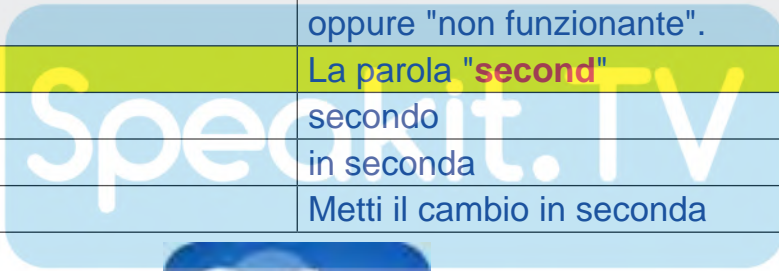 oppure "non funzionante".
La parola "second"
secondo
in seconda
Metti il cambio in seconda
Speakit.TV